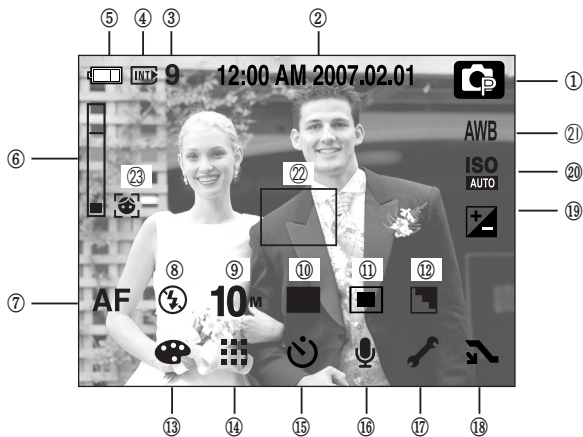 ⑤ ④ ③ ②
INT 9 12:00 AM 2007.02.01
P ①
AWB ㉑
ISO AUTO ⑳
⑥
㉓ ㉒
⑲
⑧ ⑨ ⑩ ⑪ ⑫
⑦ AF 10M
⑬ ⑭ ⑮ ⑯ ⑰ ⑱